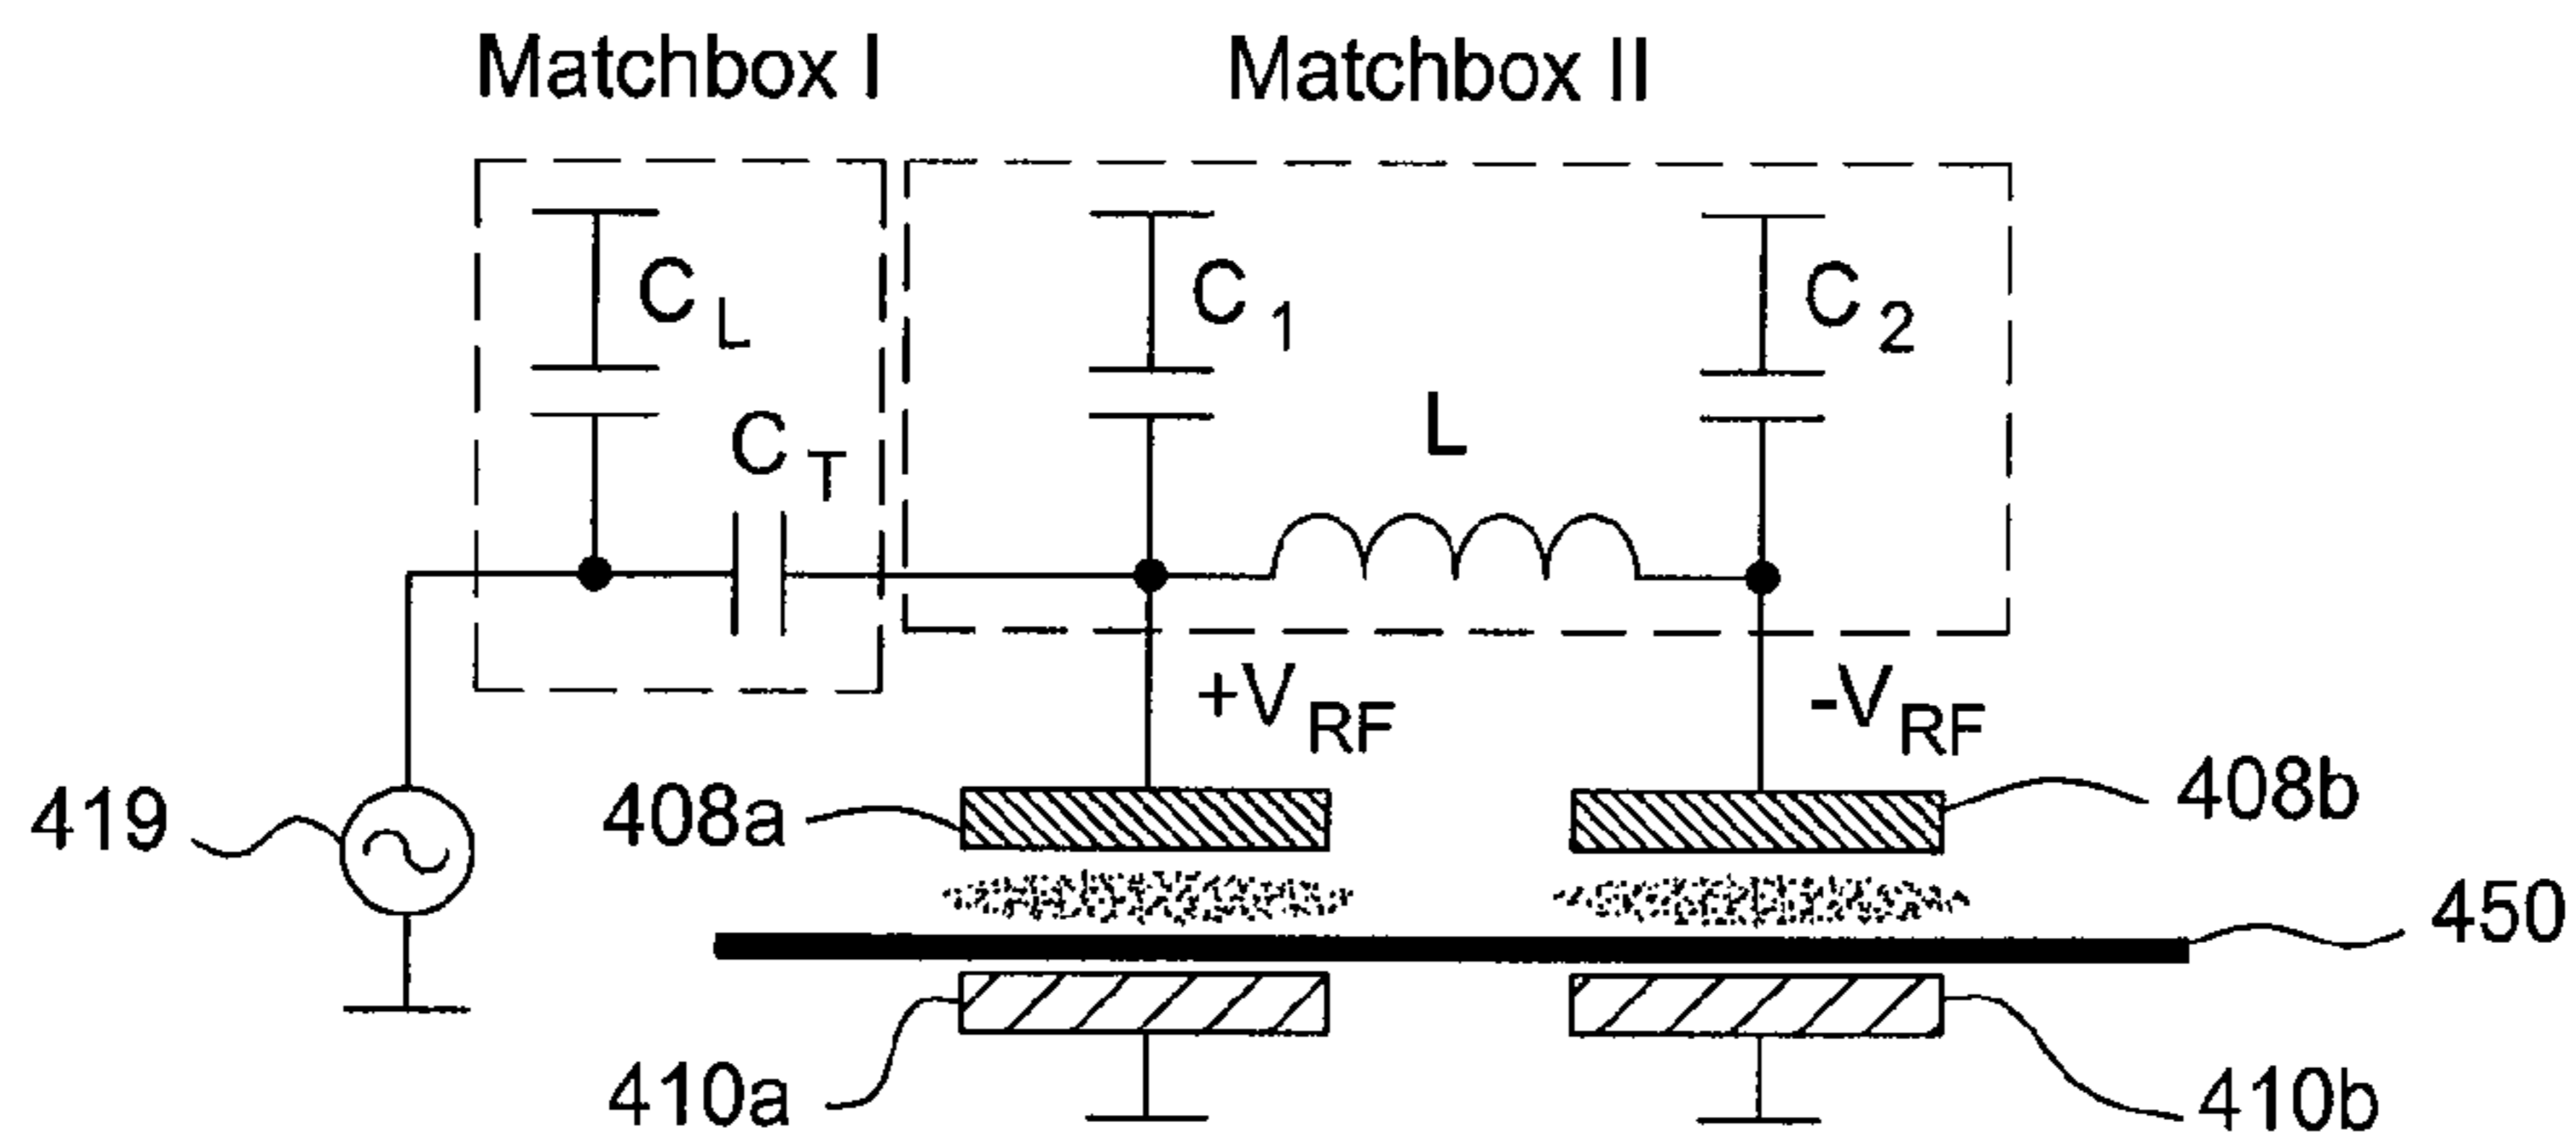 Matchbox I Matchbox II
C L C 1 C 2
C T L
+V RF -V RF
419 408a 408b
450
410a 410b